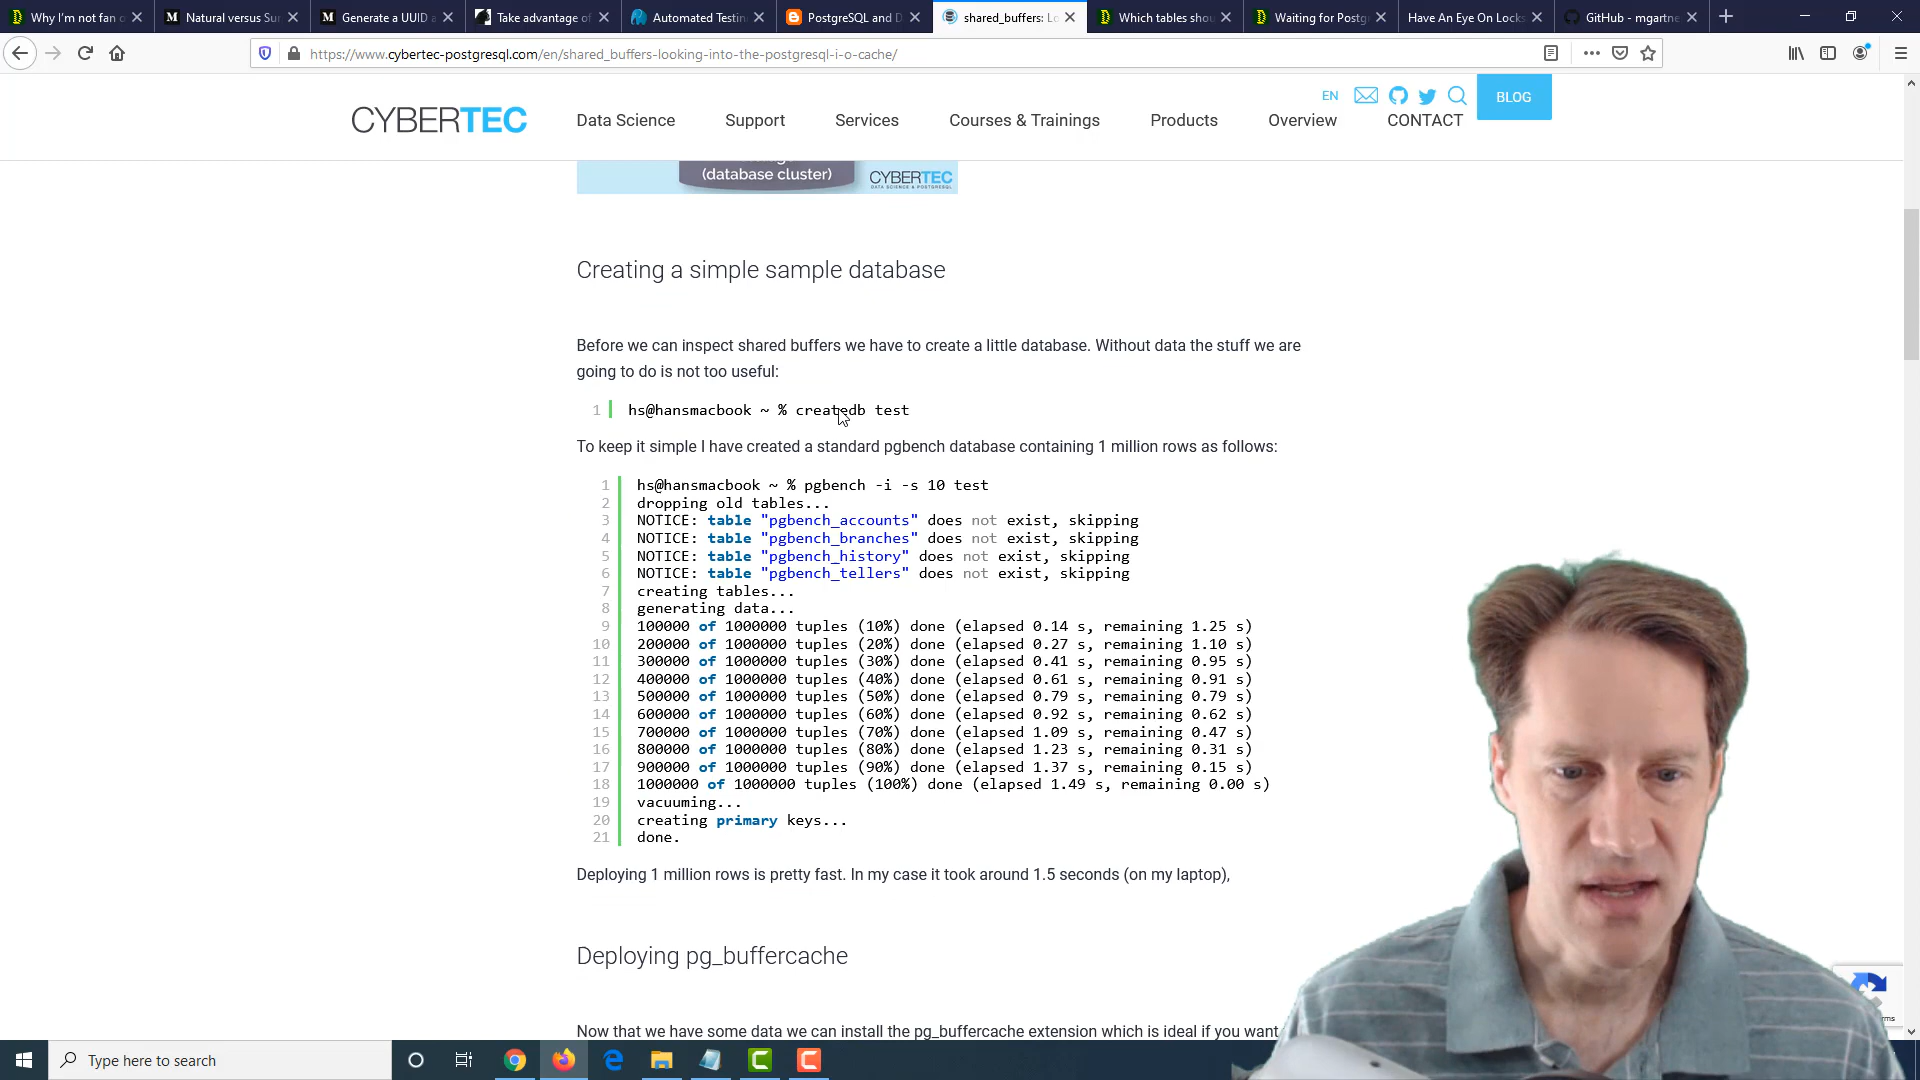 Why I'm not fan o
Natural versus Su
Generate a UUID
Take advantage of
Automated Testin
PostgreSQL and D
shared_buffers: Lo
Which tables shou
Waiting for Postg
Have An Eye On Locks
GitHub - mgartne
https://www.cybertec-postgresql.com/en/shared_buffers-looking-into-the-postgresql-i-o-cache/
EN
BLOG
CYBERTEC
Data Science
Support
Services
Courses & Trainings
Products
Overview
CONTACT
(database cluster)
CYBERTEC
DATA SCIENCE & POSTGRESQL
Creating a simple sample database
Before we can inspect shared buffers we have to create a little database. Without data the stuff we are
going to do is not too useful:
1 hs@hansmacbook ~ % createdb test
To keep it simple I have created a standard pgbench database containing 1 million rows as follows:
1 hs@hansmacbook ~ % pgbench -i -s 10 test
2 dropping old tables...
3 NOTICE: table "pgbench_accounts" does not exist, skipping
4 NOTICE: table "pgbench_branches" does not exist, skipping
5 NOTICE: table "pgbench_history" does not exist, skipping
6 NOTICE: table "pgbench_tellers" does not exist, skipping
7 creating tables...
8 generating data...
9 100000 of 1000000 tuples (10%) done (elapsed 0.14 s, remaining 1.25 s)
10 200000 of 1000000 tuples (20%) done (elapsed 0.27 s, remaining 1.10 s)
11 300000 of 1000000 tuples (30%) done (elapsed 0.41 s, remaining 0.95 s)
12 400000 of 1000000 tuples (40%) done (elapsed 0.61 s, remaining 0.91 s)
13 500000 of 1000000 tuples (50%) done (elapsed 0.79 s, remaining 0.79 s)
14 600000 of 1000000 tuples (60%) done (elapsed 0.92 s, remaining 0.62 s)
15 700000 of 1000000 tuples (70%) done (elapsed 1.09 s, remaining 0.47 s)
16 800000 of 1000000 tuples (80%) done (elapsed 1.23 s, remaining 0.31 s)
17 900000 of 1000000 tuples (90%) done (elapsed 1.37 s, remaining 0.15 s)
18 1000000 of 1000000 tuples (100%) done (elapsed 1.49 s, remaining 0.00 s)
19 vacuuming...
20 creating primary keys...
21 done.
Deploying 1 million rows is pretty fast. In my case it took around 1.5 seconds (on my laptop),
Deploying pg_buffercache
Now that we have some data we can install the pg_buffercache extension which is ideal if you want
Type here to search